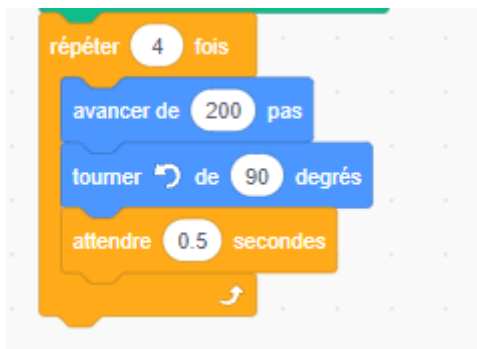 répéter 4 fois
avancer de 200 pas
tourner de 90 degrés
attendre 0.5 secondes